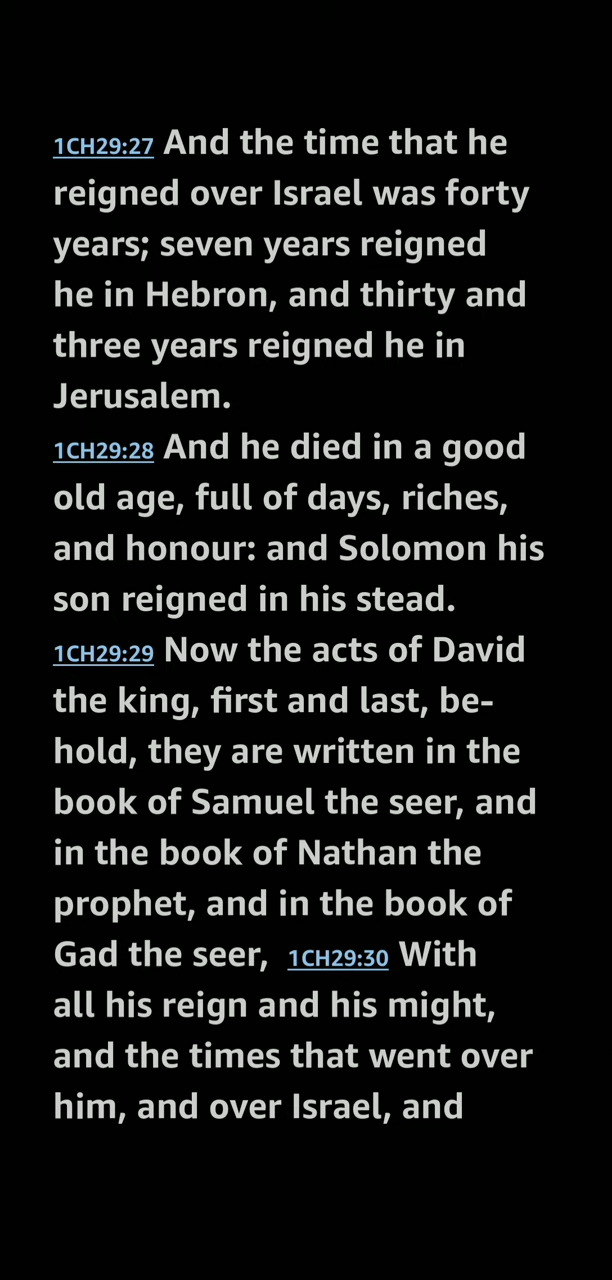 1CH29:27 And the time that he
reigned over Israel was forty
years; seven years reigned
he in Hebron, and thirty and
three years reigned he in
Jerusalem.
1CH29:28 And he died in a good
old age, full of days, riches,
and honour: and Solomon his
son reigned in his stead.
1CH29:29 Now the acts of David
the king, first and last, be-
hold, they are written in the
book of Samuel the seer, and
in the book of Nathan the
prophet, and in the book of
Gad the seer, 1CH29:30 With
all his reign and his might,
and the times that went over
him, and over Israel, and